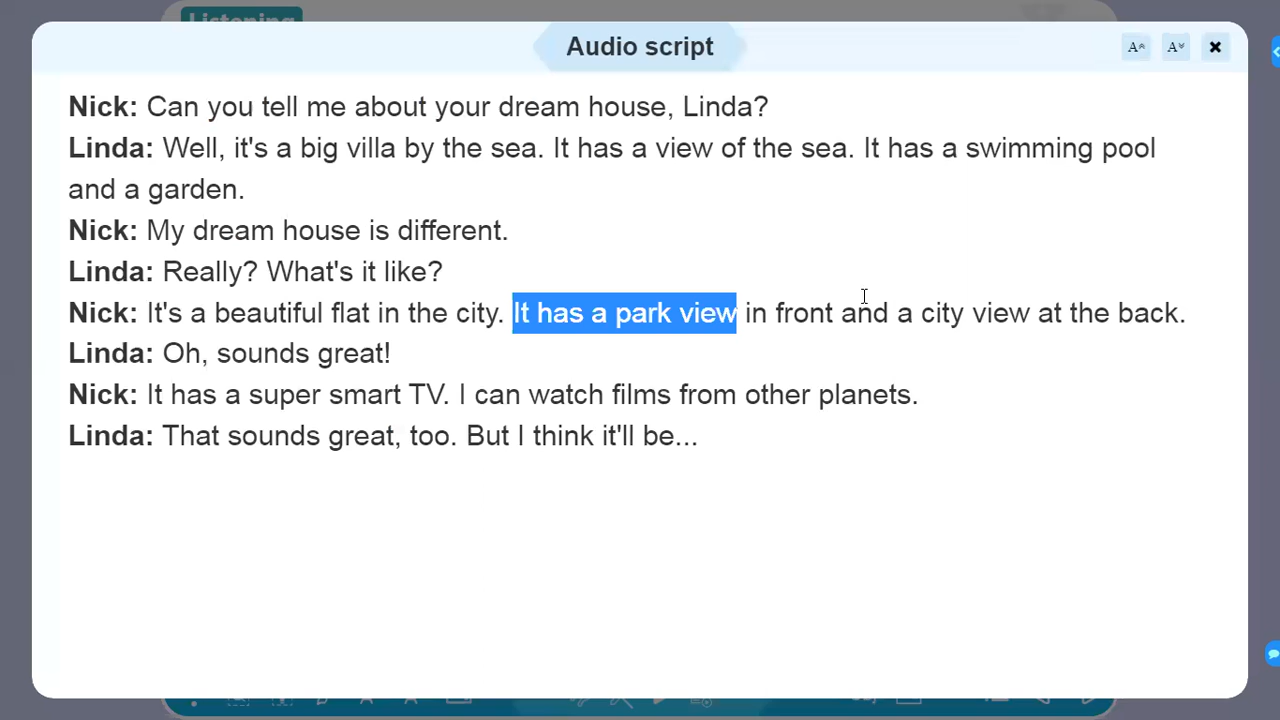 Listening
Audio script
Nick: Can you tell me about your dream house, Linda?
Linda: Well, it's a big villa by the sea. It has a view of the sea. It has a swimming pool
and a garden.
Nick: My dream house is different.
Linda: Really? What's it like?
Nick: It's a beautiful flat in the city. It has a park view in front and a city view at the back.
Linda: Oh, sounds great!
Nick: It has a super smart TV. I can watch films from other planets.
Linda: That sounds great, too. But I think it'll be...